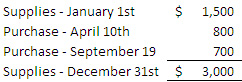 Supplies - January 1st $ 1,500
Purchase - April 10th 800
Purchase - September 19 700
Supplies - December 31st $ 3,000